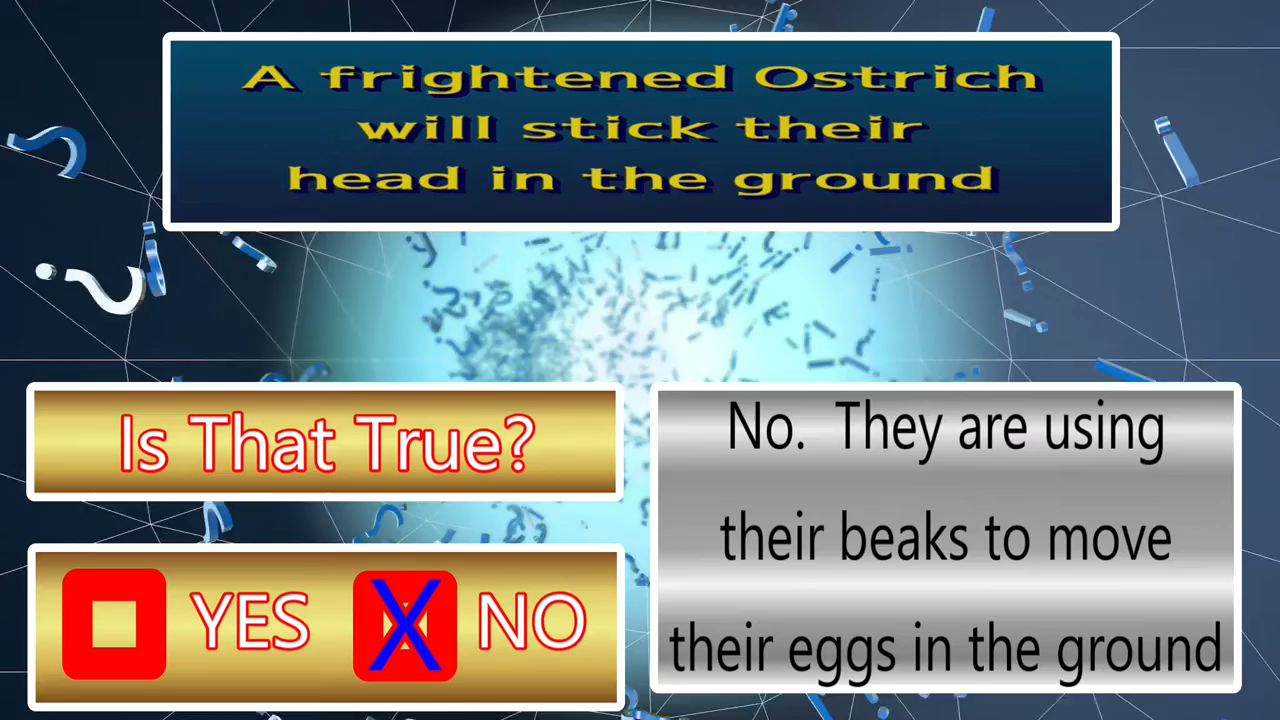 A frightened Ostrich
will stick their
head in the ground
Is That True?
YES X NO
No. They are using
their beaks to move
their eggs in the ground